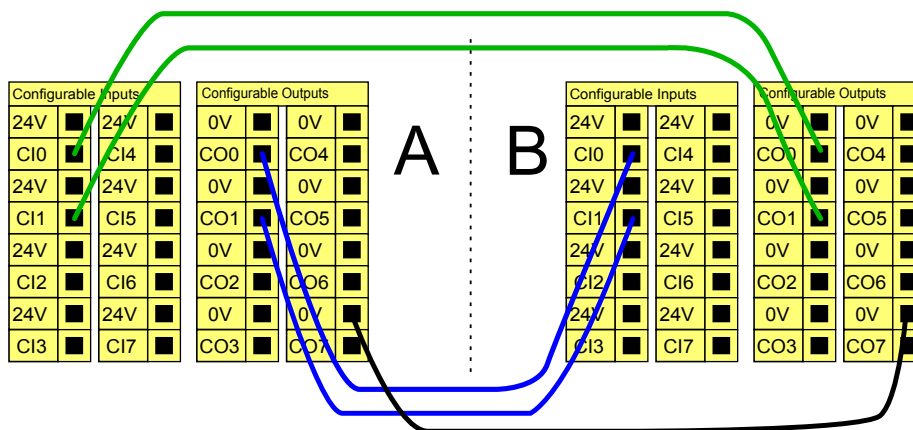 Configurable Inputs
24V 24V
CI0 CI4
24V 24V
CI1 CI5
24V 24V
CI2 CI6
24V 24V
CI3 CI7
Configurable Outputs
0V 0V
CO0 CO4
0V 0V
CO1 CO5
0V 0V
CO2 CO6
0V 0V
CO3 CO7
A
B
Configurable Inputs
24V 24V
CI0 CI4
24V 24V
CI1 CI5
24V 24V
CI2 CI6
24V 24V
CI3 CI7
Configurable Outputs
0V 0V
CO0 CO4
0V 0V
CO1 CO5
0V 0V
CO2 CO6
0V 0V
CO3 CO7